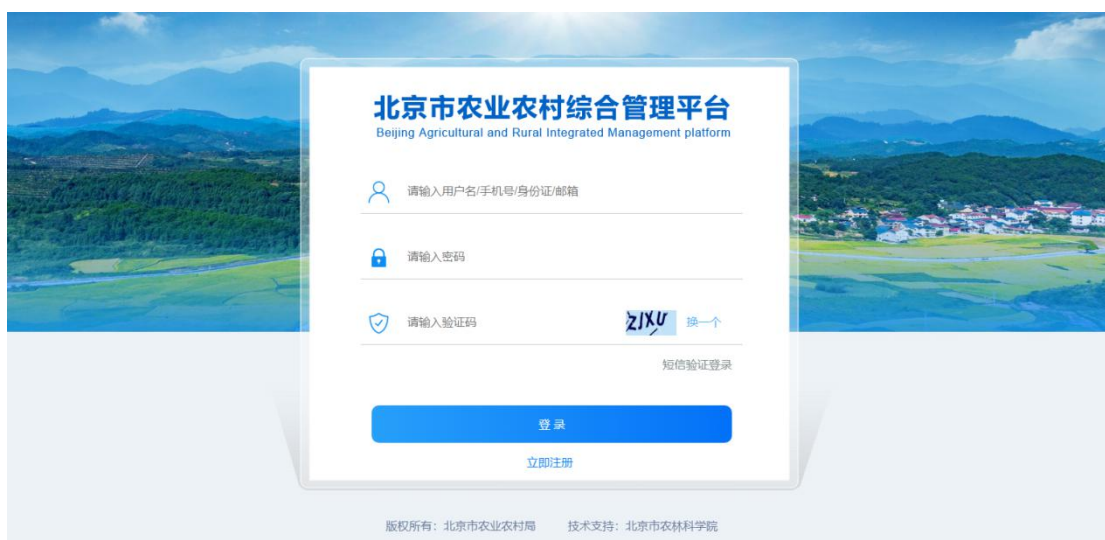 北京市农业农村综合管理平台
Beijing Agricultural and Rural Integrated Management platform
请输入用户名/手机号/身份证/邮箱
请输入密码
请输入验证码 换一个
短信验证登录
登录
立即注册
版权所有：北京市农业农村局 技术支持：北京市农林科学院